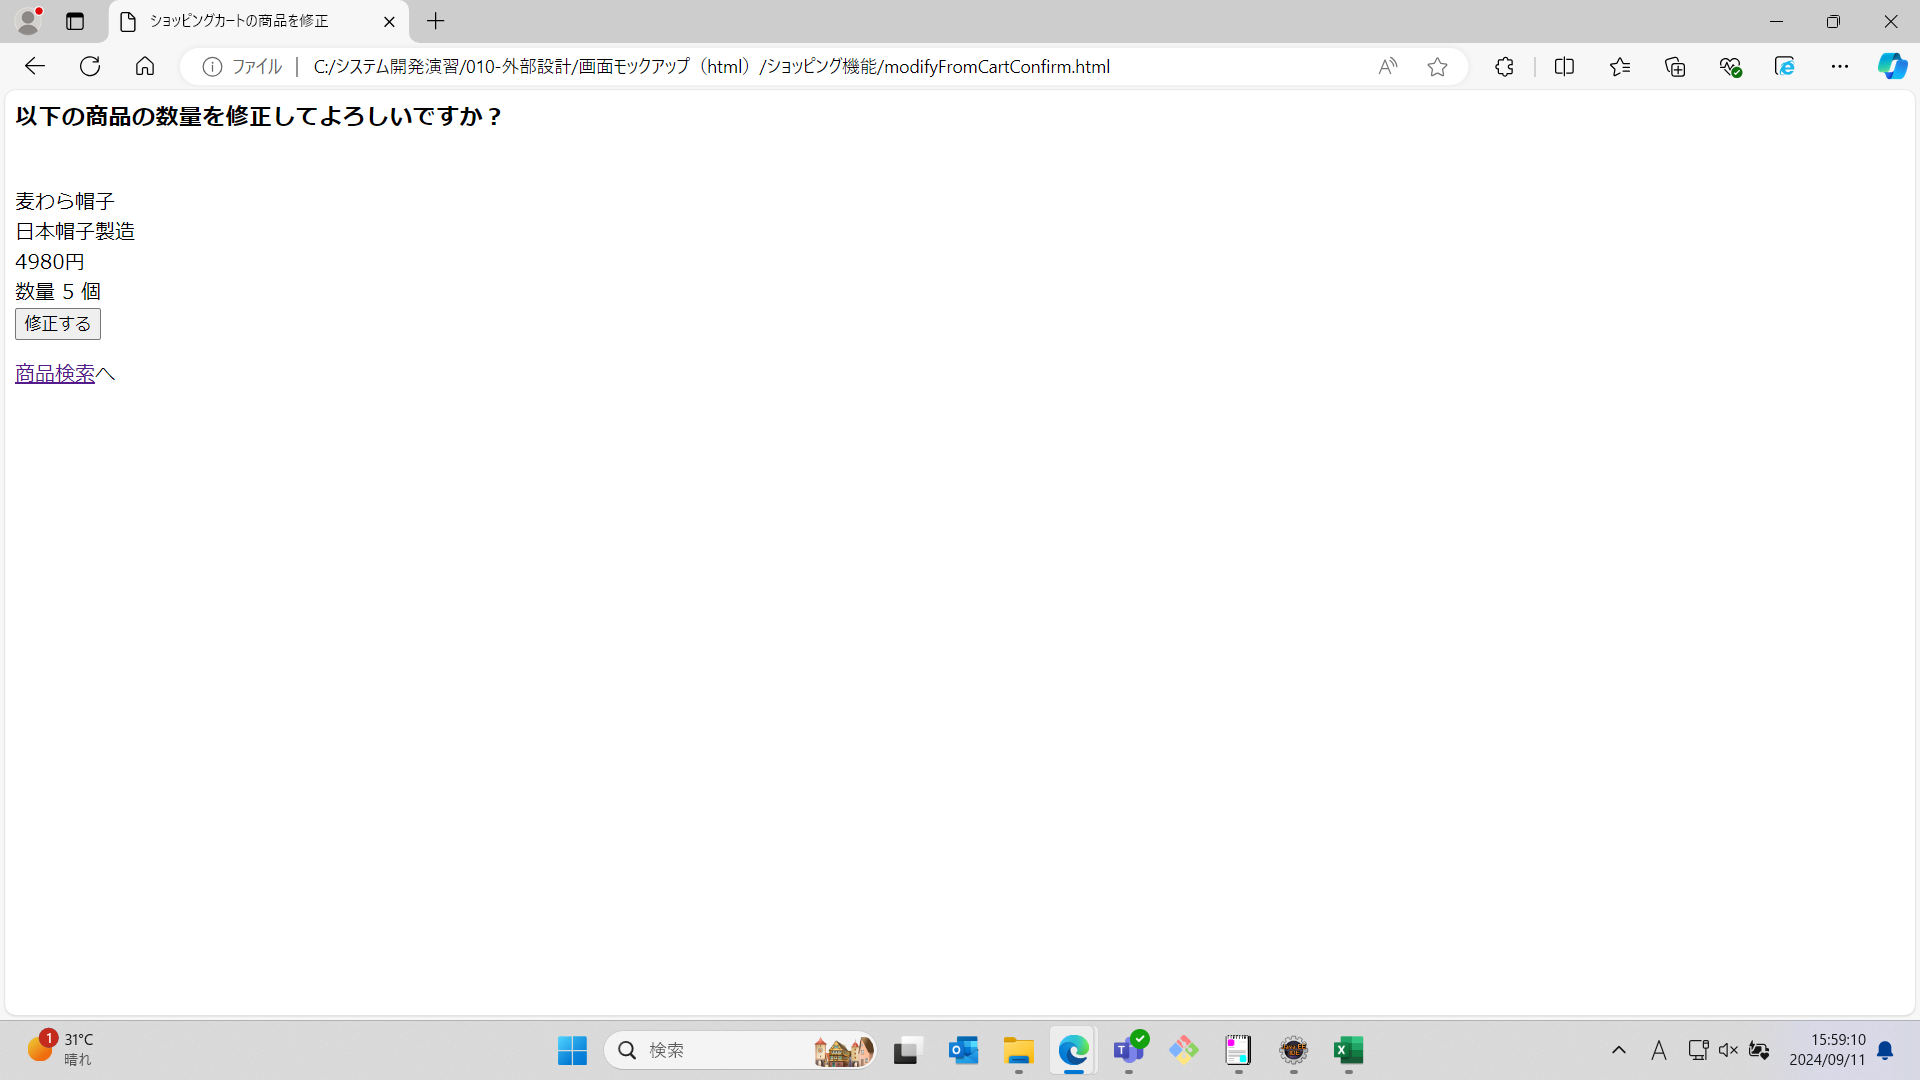 ショッピングカートの商品を修正
ファイル
C:/システム開発演習/010-外部設計/画面モックアップ（html）/ショッピング機能/modifyFromCartConfirm.html
以下の商品の数量を修正してよろしいですか？
麦わら帽子
日本帽子製造
4980円
数量 5 個
修正する
商品検索へ
1
31°C
晴れ
検索
A
15:59:10
2024/09/11